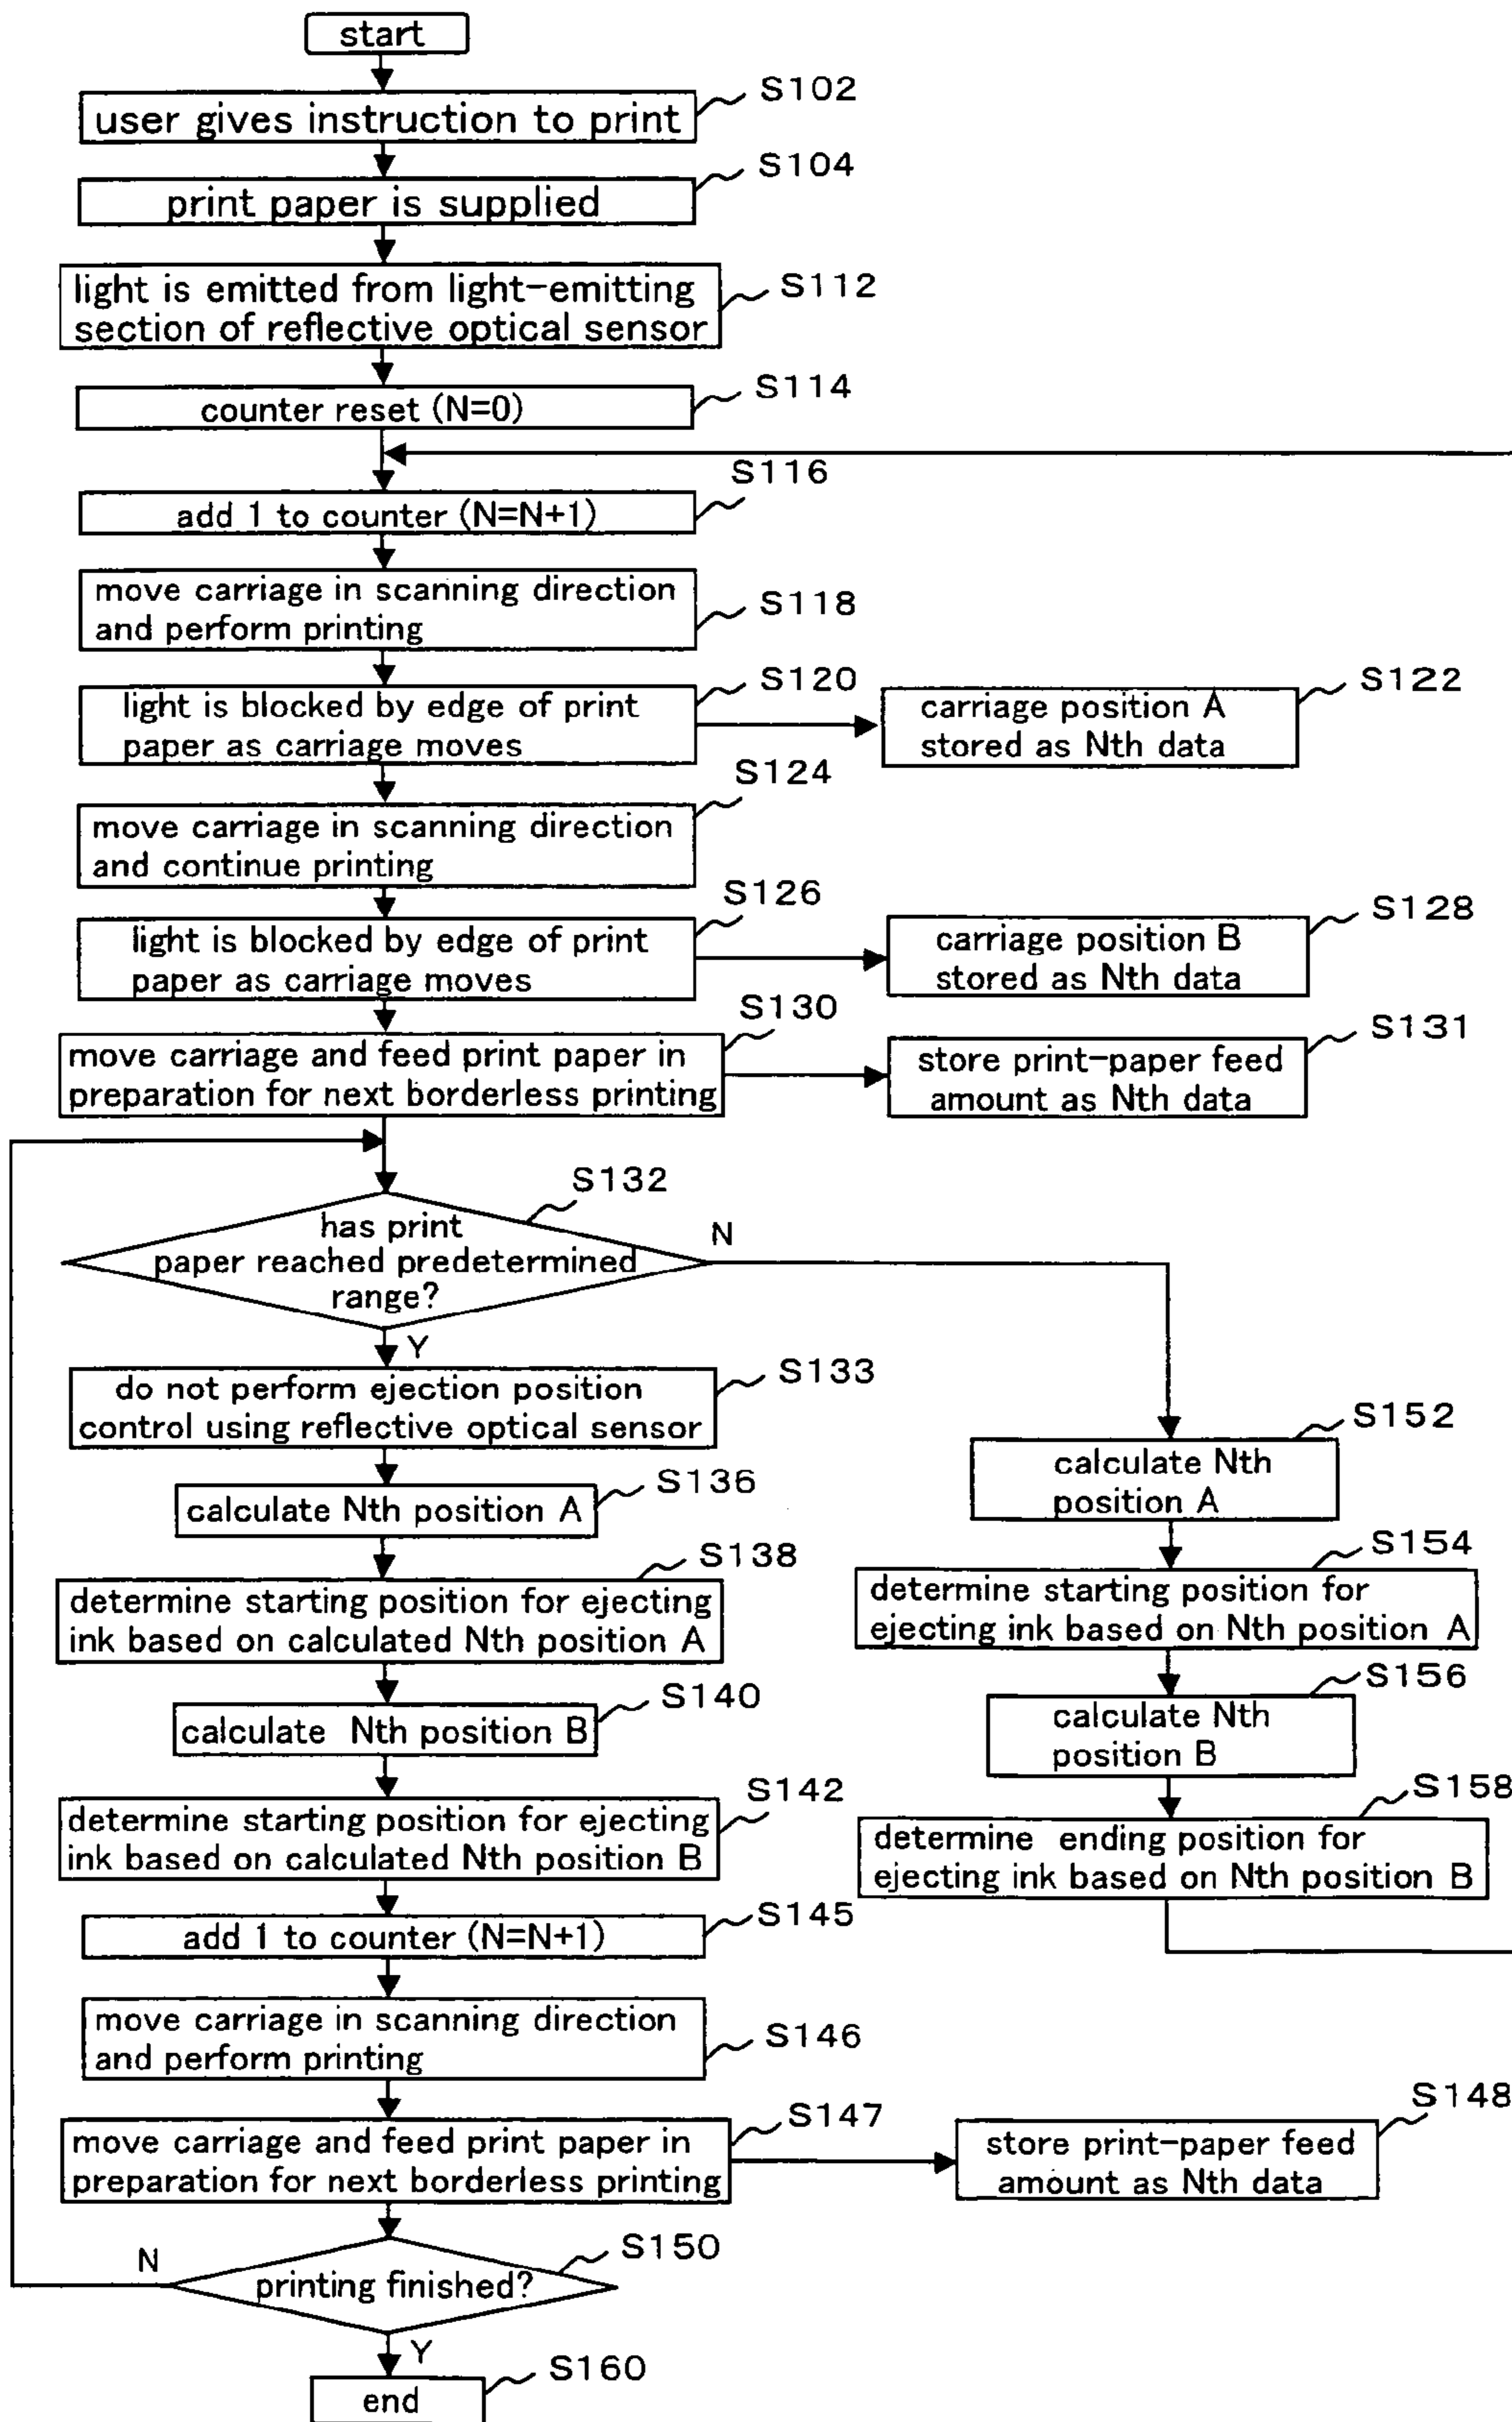 start
S102
user gives instruction to print
S104
print paper is supplied
S112
light is emitted from light-emitting
section of reflective optical sensor
S114
counter reset (N=0)
S116
add 1 to counter (N=N+1)
S118
move carriage in scanning direction
and perform printing
S120
light is blocked by edge of print
paper as carriage moves
S122
carriage position A
stored as Nth data
S124
move carriage in scanning direction
and continue printing
S126
light is blocked by edge of print
paper as carriage moves
S128
carriage position B
stored as Nth data
S130
move carriage and feed print paper in
preparation for next borderless printing
S131
store print-paper feed
amount as Nth data
S132
has print
paper reached predetermined
range?
N
Y
S133
do not perform ejection position
control using reflective optical sensor
S136
calculate Nth position A
S138
determine starting position for ejecting
ink based on calculated Nth position A
S140
calculate Nth position B
S142
determine starting position for ejecting
ink based on calculated Nth position B
S145
add 1 to counter (N=N+1)
S146
move carriage in scanning direction
and perform printing
S147
move carriage and feed print paper in
preparation for next borderless printing
S148
store print-paper feed
amount as Nth data
S150
printing finished?
N
Y
S160
end
S152
calculate Nth
position A
S154
determine starting position for
ejecting ink based on Nth position A
S156
calculate Nth
position B
S158
determine ending position for
ejecting ink based on Nth position B